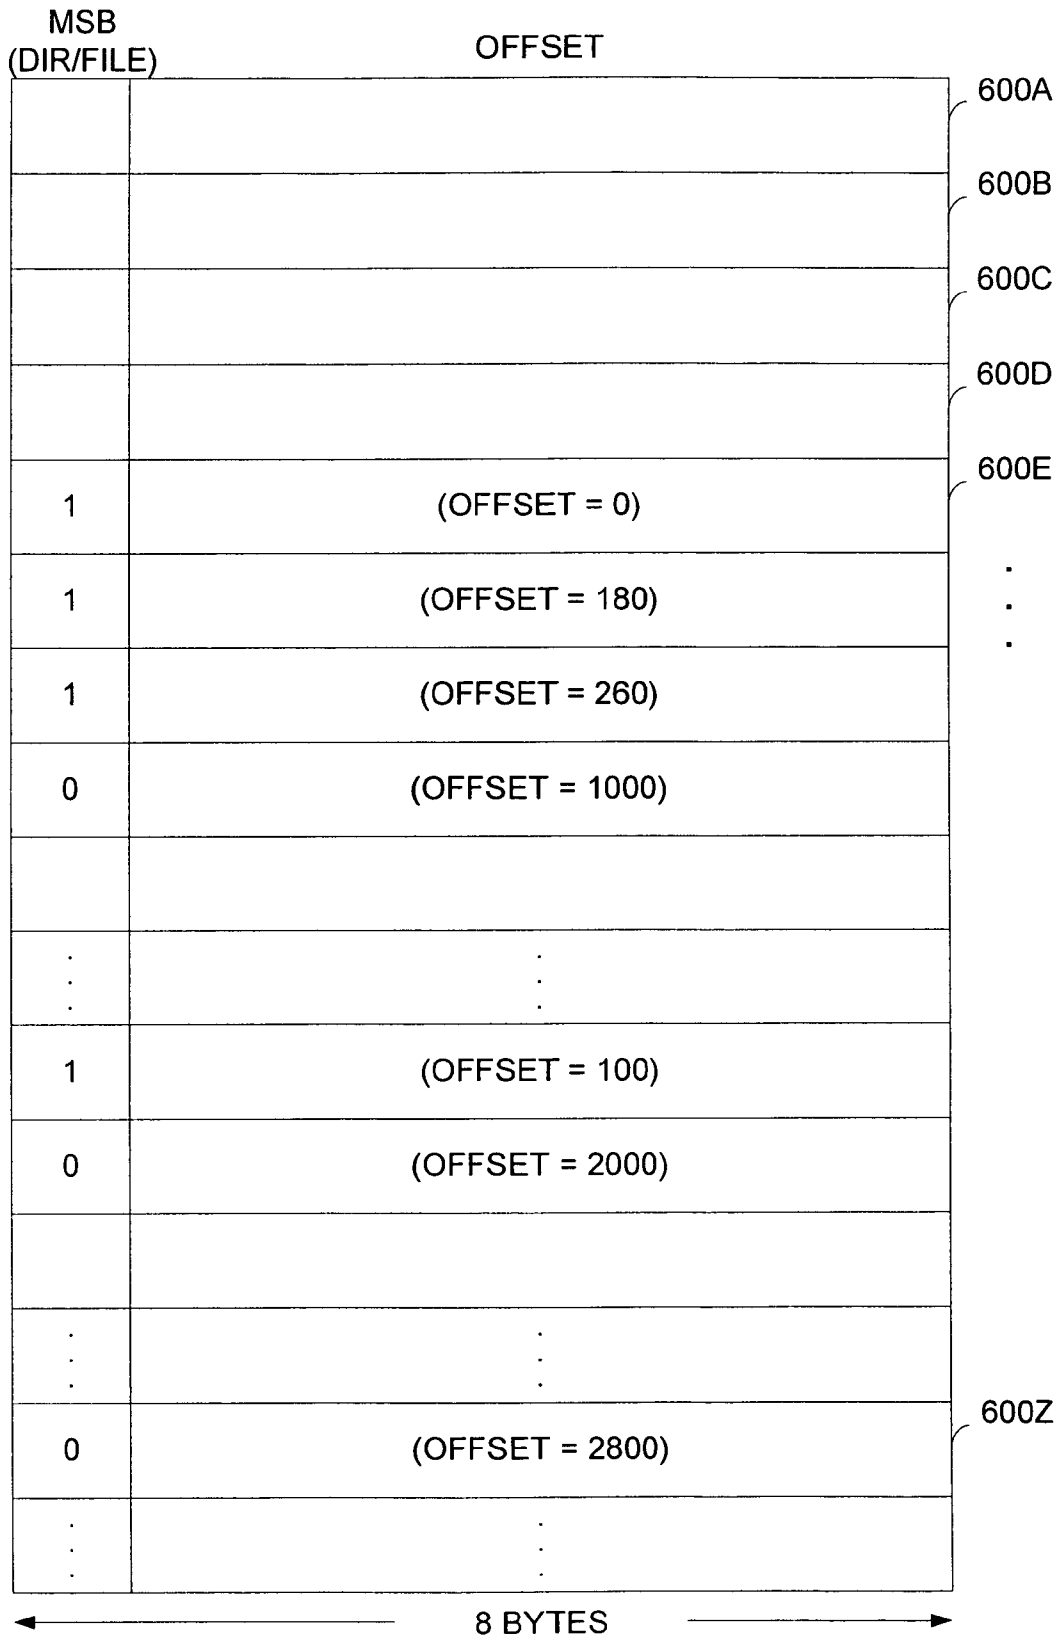 MSB
(DIR/FILE)
OFFSET
600A
600B
600C
600D
600E
1 (OFFSET = 0)
1 (OFFSET = 180)
1 (OFFSET = 260)
0 (OFFSET = 1000)
1 (OFFSET = 100)
0 (OFFSET = 2000)
600Z
0 (OFFSET = 2800)
8 BYTES